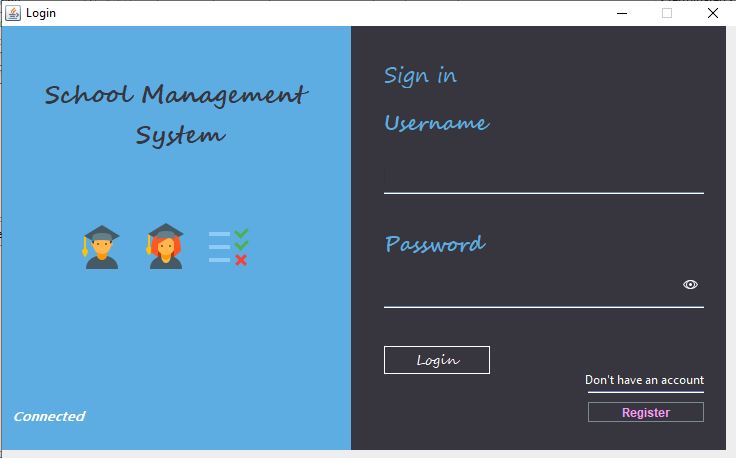 Login
School Management
System
Connected
Sign in
Username
Password
Login
Don't have an account
Register